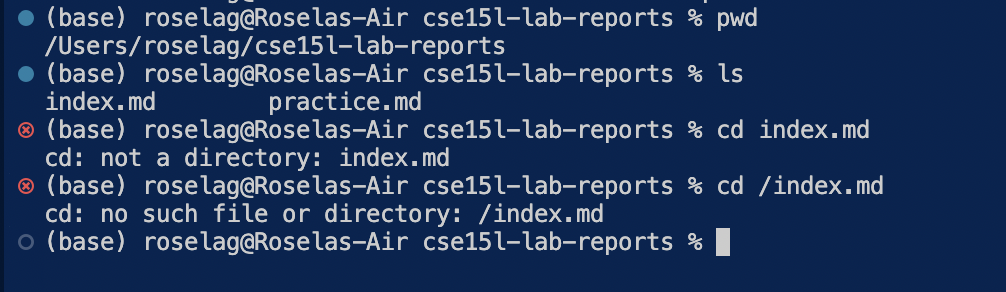 (base) roselag@Roselas-Air cse15l-lab-reports % pwd
/Users/roselag/cse15l-lab-reports
(base) roselag@Roselas-Air cse15l-lab-reports % ls
index.md        practice.md
(base) roselag@Roselas-Air cse15l-lab-reports % cd index.md
cd: not a directory: index.md
(base) roselag@Roselas-Air cse15l-lab-reports % cd /index.md
cd: no such file or directory: /index.md
(base) roselag@Roselas-Air cse15l-lab-reports %